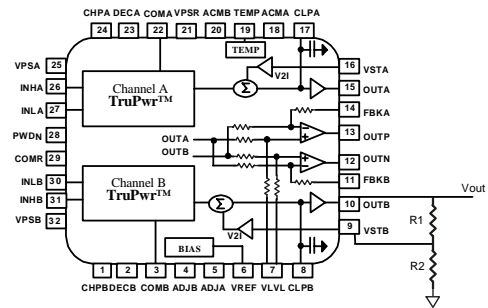 CHPA DECA COMA VPSR ACMB TEMP ACMA CLPA
24 23 22 21 20 19 18 17
TEMP
VPSA 25
INHA 26
INLA 27
PWDN 28
COMR 29
INLB 30
INHB 31
VPSB 32
Channel A
TruPwr™
Channel B
TruPwr™
OUTA
OUTB
BIAS
Σ
V2I
Σ
V2I
16 VSTA
15 OUTA
14 FBKA
13 OUTP
12 OUTN
11 FBKB
10 OUTB
9 VSTB
1 2 3 4 5 6 7 8
CHPB DECB COMB ADJB ADJA VREF VLVL CLPB
Vout
R1
R2